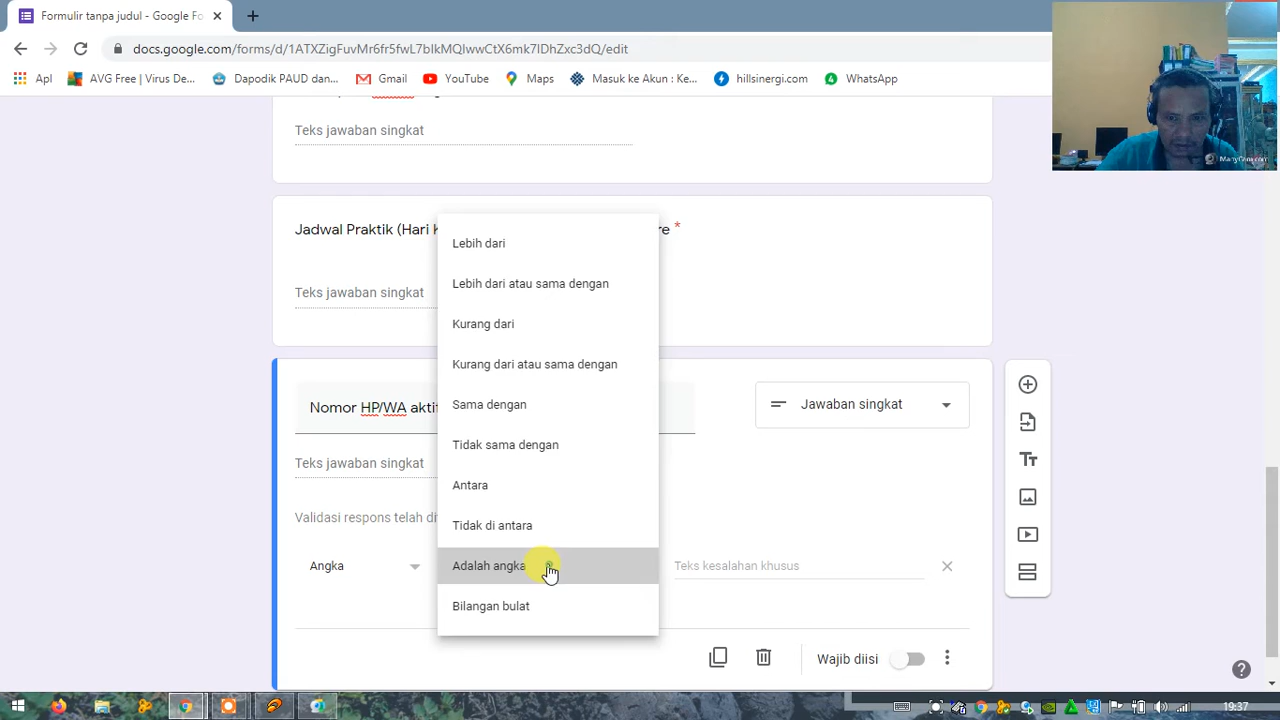 Formulir tanpa judul - Google Fo
docs.google.com/forms/d/1ATXZigFuvMr6fr5fwL7blkMQIwwCtX6mk7lDhZxc3dQ/edit
Apl
AVG Free | Virus De...
Dapodik PAUD dan...
Gmail
YouTube
Maps
Masuk ke Akun : Ke...
hillsinergi.com
WhatsApp
ManyCam.com
Teks jawaban singkat
Jadwal Praktik (Hari
re *
Teks jawaban singkat
Lebih dari
Lebih dari atau sama dengan
Kurang dari
Kurang dari atau sama dengan
Sama dengan
Tidak sama dengan
Antara
Tidak di antara
Adalah angka
Bilangan bulat
Nomor HP/WA aktif
Jawaban singkat
Teks jawaban singkat
Validasi respons telah di
Angka
Teks kesalahan khusus
Wajib diisi
19:37